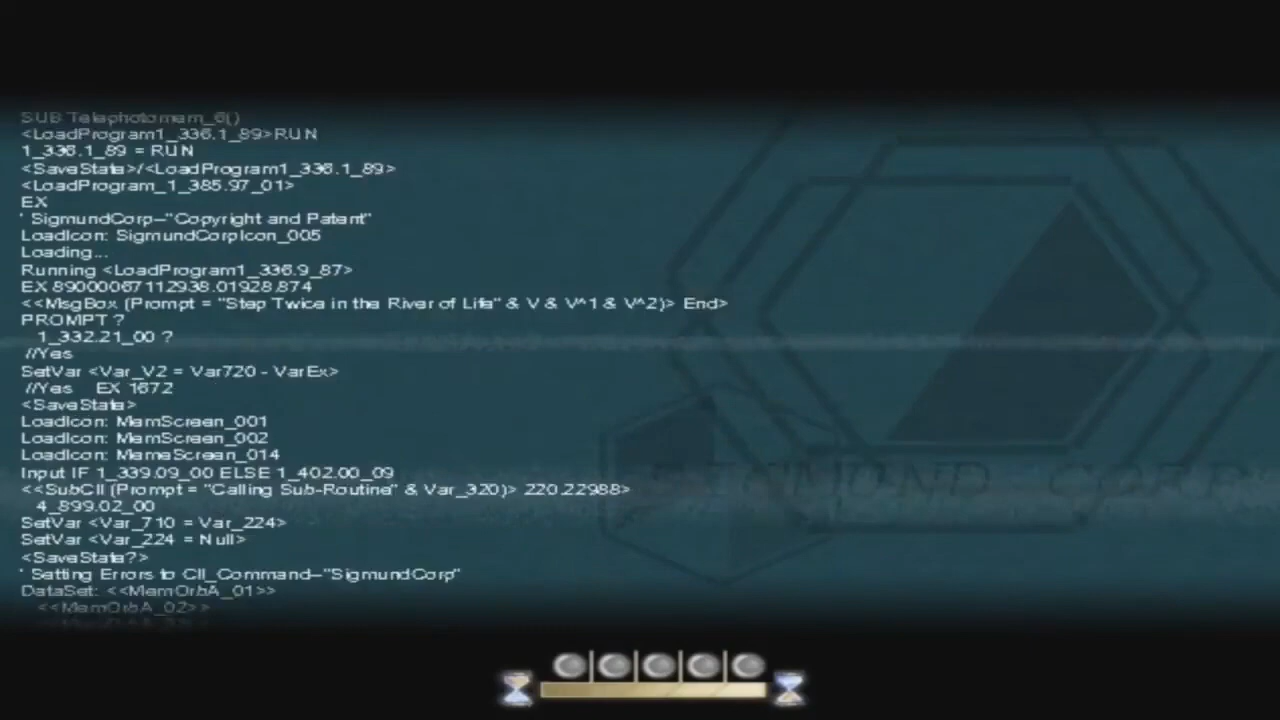 SUB Telephotomem_6()
<LoadProgram1_336.1_89>RUN
1_336.1_89 = RUN
<SaveState>/<LoadProgram1_336.1_89>
<LoadProgram_1_385.97_01>
EX
' SigmundCorp--"Copyright and Patent"
LoadIcon: SigmundCorpIcon_005
Loading...
Running <LoadProgram1_336.9_87>
EX 89000067112938.01928.874
<<MsgBox (Prompt = "Step Twice in the River of Life" & V & V^1 & V^2)> End>
PROMPT ?
1_332.21_00 ?
//Yes
SetVar <Var_V2 = Var720 - VarEx>
//Yes EX 1672
<SaveState>
LoadIcon: MemScreen_001
LoadIcon: MemScreen_002
LoadIcon: MemeScreen_014
Input IF 1_339.09_00 ELSE 1_402.00_09
<<SubCll (Prompt = "Calling Sub-Routine" & Var_320)> 220.22988>
4_899.02_00
SetVar <Var_710 = Var_224>
SetVar <Var_224 = Null>
<SaveState?>
' Setting Errors to Cll_Command--"SigmundCorp"
DataSet: <<MemOrbA_01>>
<<MemOrbA_02>>
SIGMUND CORP